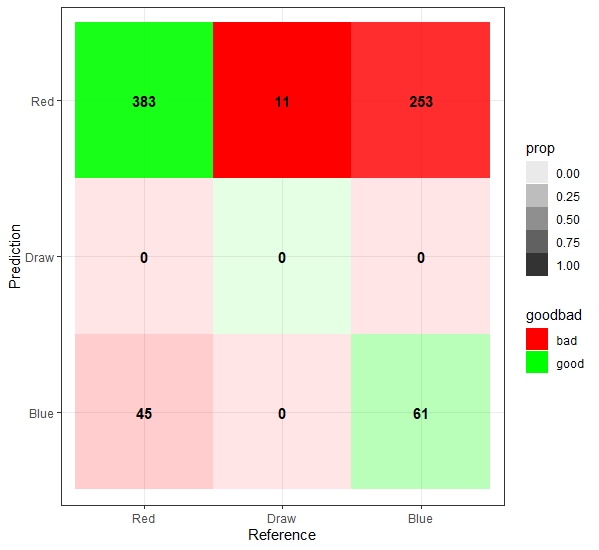 Prediction
Red
383 11 253
Draw
0 0 0
Blue
45 0 61
Red Draw Blue
Reference
prop
0.00
0.25
0.50
0.75
1.00
goodbad
bad
good